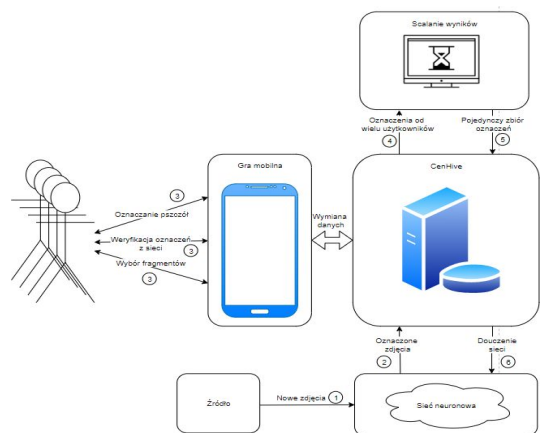 Scalanie wyników
Oznaczenia od
wielu użytkowników
4
Pojedynczy zbiór
oznaczeń
5
Gra mobilna
CenHive
3
Oznaczanie pszczół
Weryfikacja oznaczeń
z sieci
3
Wybór fragmentów
3
Wymiana
danych
Oznaczone
zdjęcia
2
Douczenie
sieci
6
Źródło
Nowe zdjęcia
1
Sieć neuronowa